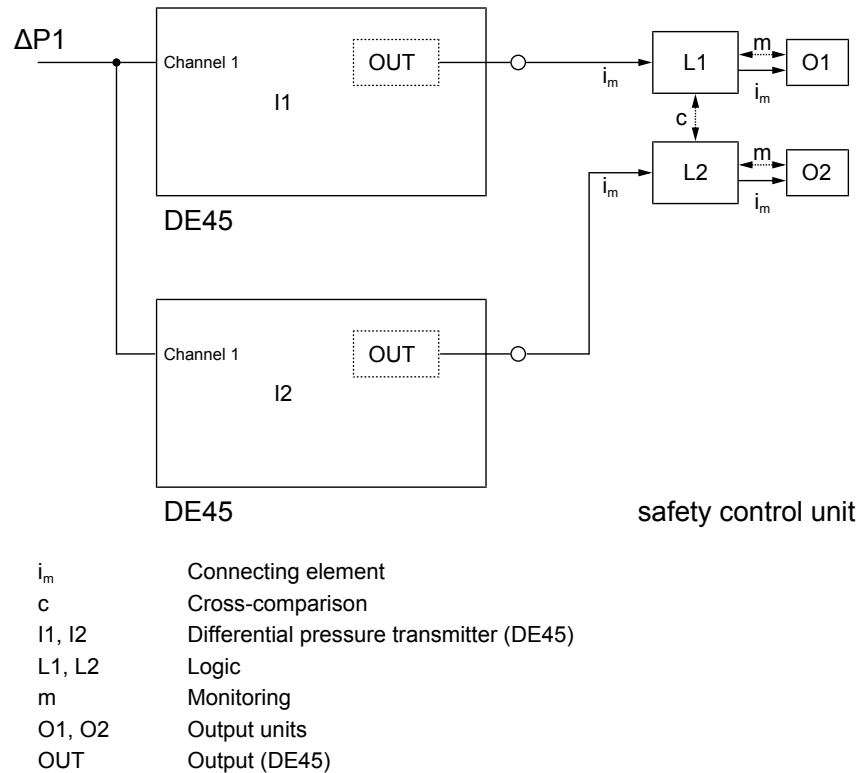 ΔP1
Channel 1
OUT
I1
i_m
L1
m
O1
i_m
c
DE45
i_m
L2
m
O2
i_m
Channel 1
OUT
I2
DE45
safety control unit
i_m Connecting element
c Cross-comparison
I1, I2 Differential pressure transmitter (DE45)
L1, L2 Logic
m Monitoring
O1, O2 Output units
OUT Output (DE45)